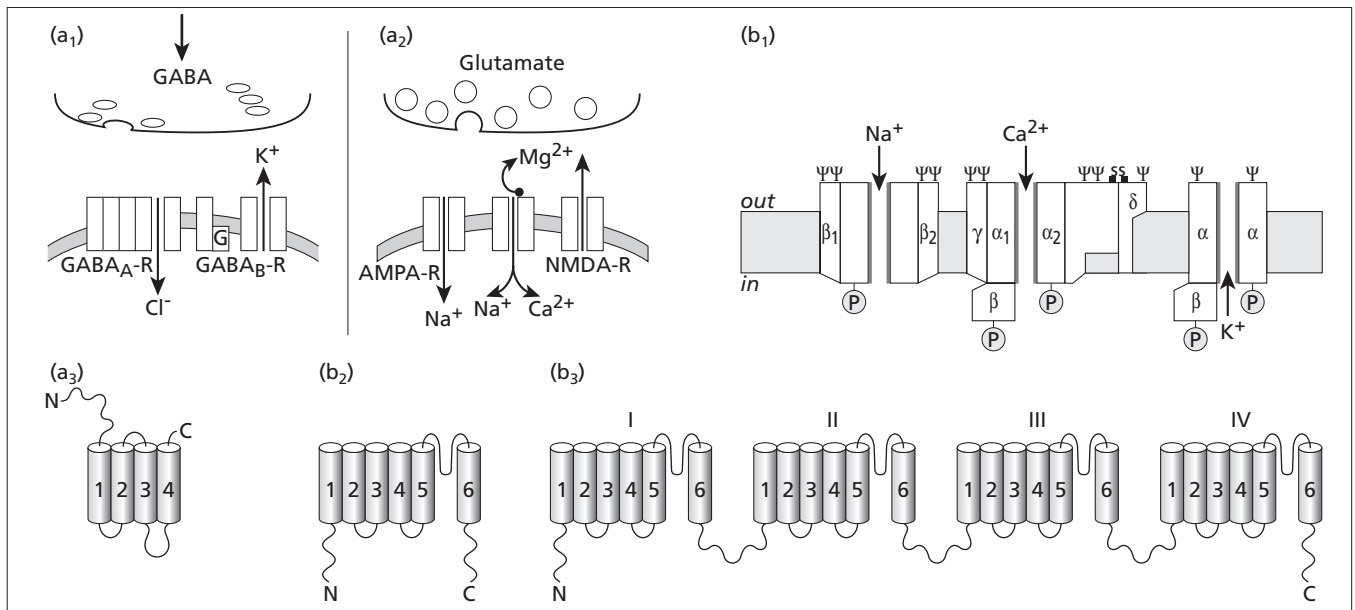 (a₁)
GABA
K⁺
G
GABA_A-R
GABA_B-R
Cl⁻
(a₂)
Glutamate
Mg²⁺
AMPA-R
NMDA-R
Na⁺
Na⁺
Ca²⁺
(b₁)
Na⁺
Ca²⁺
ΨΨ
ΨΨ
ΨΨ
ΨΨ
SS
Ψ
Ψ
Ψ
out
in
β₁
β₂
γ
α₁
α₂
δ
α
α
β
β
P
P
P
P
P
K⁺
(a₃)
N
C
1 2 3 4
(b₂)
1 2 3 4 5 6
N
C
(b₃)
I II III IV
1 2 3 4 5 6 1 2 3 4 5 6 1 2 3 4 5 6 1 2 3 4 5 6
N
C